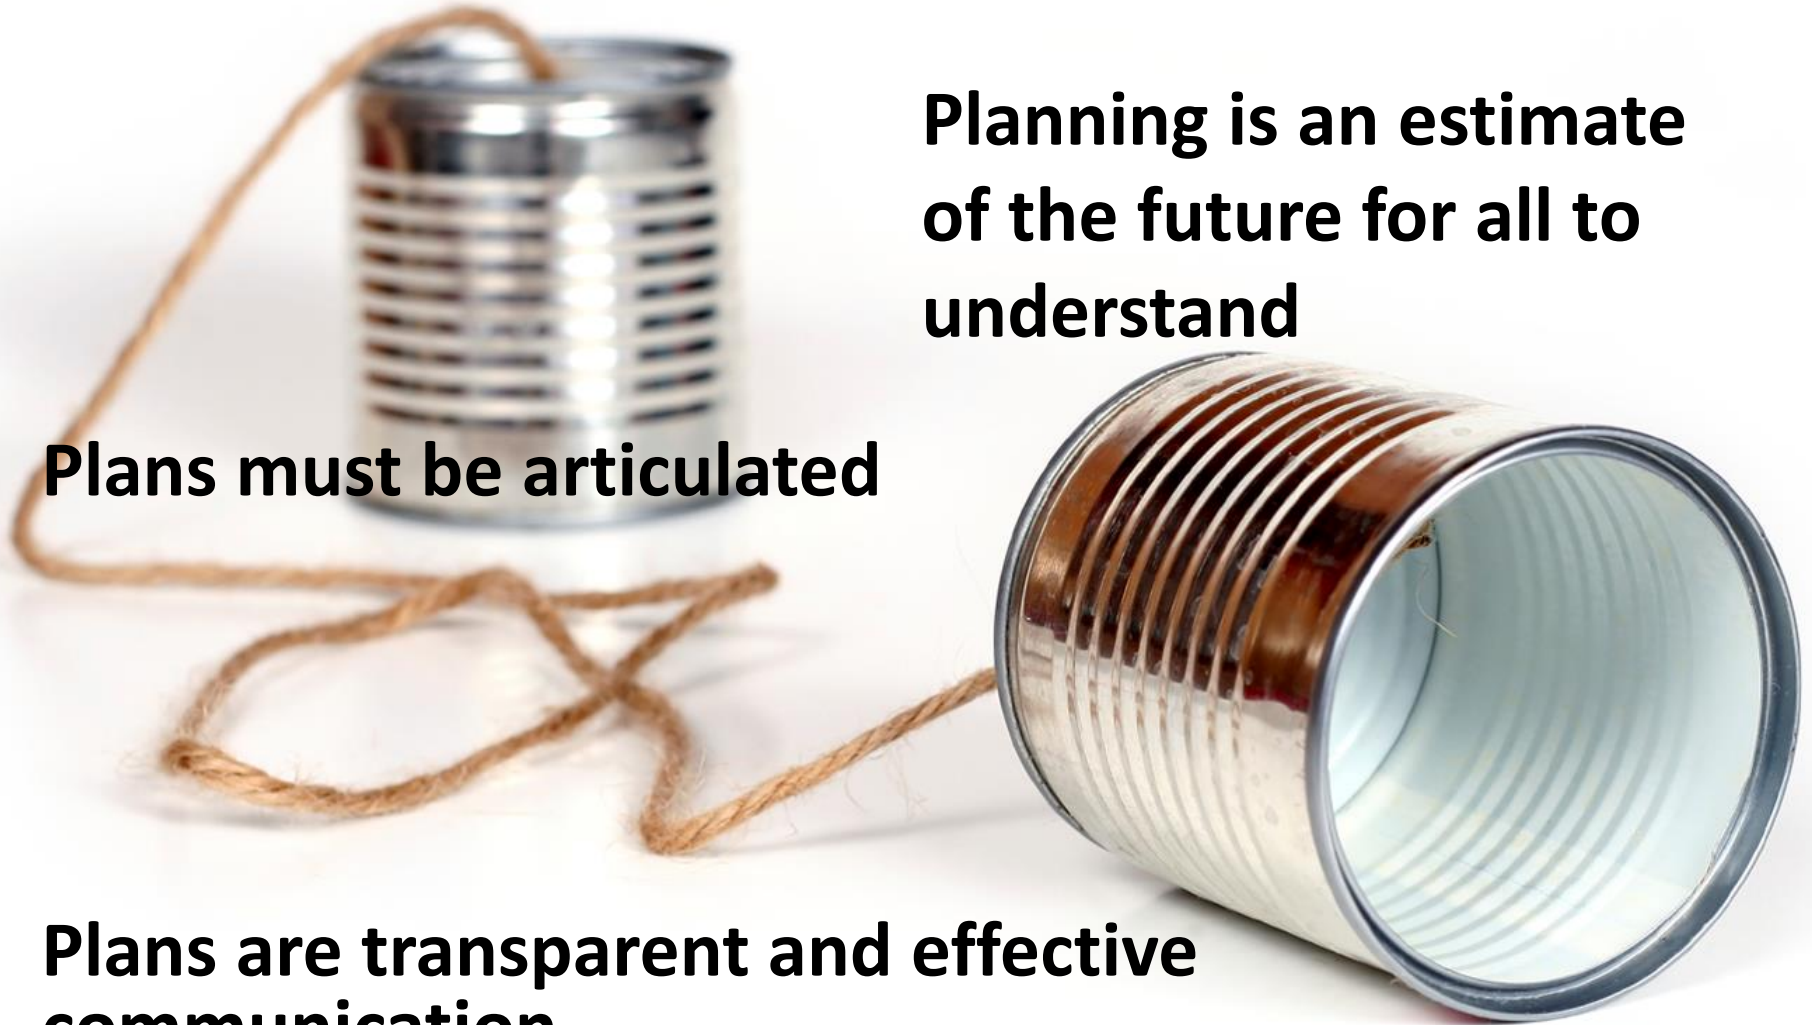 Planning is an estimate
of the future for all to
understand
Plans must be articulated
Plans are transparent and effective
communication